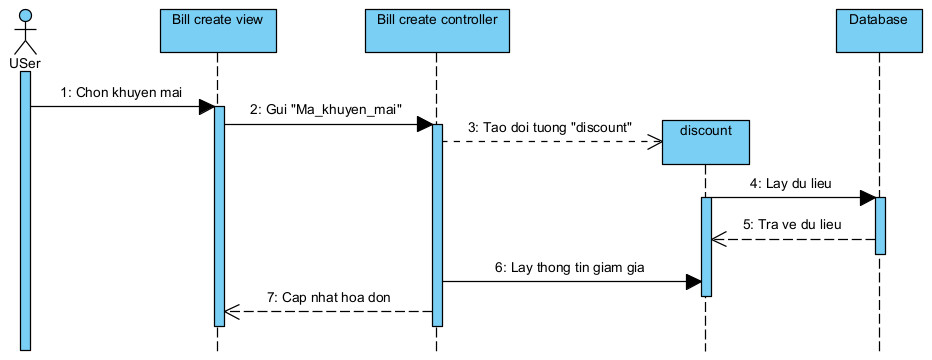 Bill create view
Bill create controller
Database
USer
1: Chon khuyen mai
2: Gui "Ma_khuyen_mai"
3: Tao doi tuong "discount"
discount
4: Lay du lieu
5: Tra ve du lieu
6: Lay thong tin giam gia
7: Cap nhat hoa don